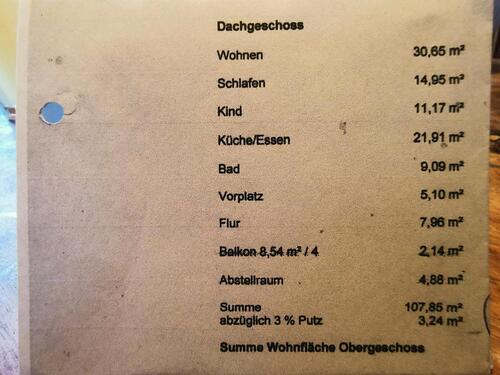 Dachgeschoss
Wohnen 30,65 m²
Schlafen 14,95 m²
Kind 11,17 m²
Küche/Essen 21,91 m²
Bad 9,09 m²
Vorplatz 5,10 m²
Flur 7,96 m²
Balkon 8,54 m² / 4 2,14 m²
Abstellraum 4,88 m²
Summe 107,85 m²
abzüglich 3 % Putz 3,24 m²
Summe Wohnfläche Obergeschoss